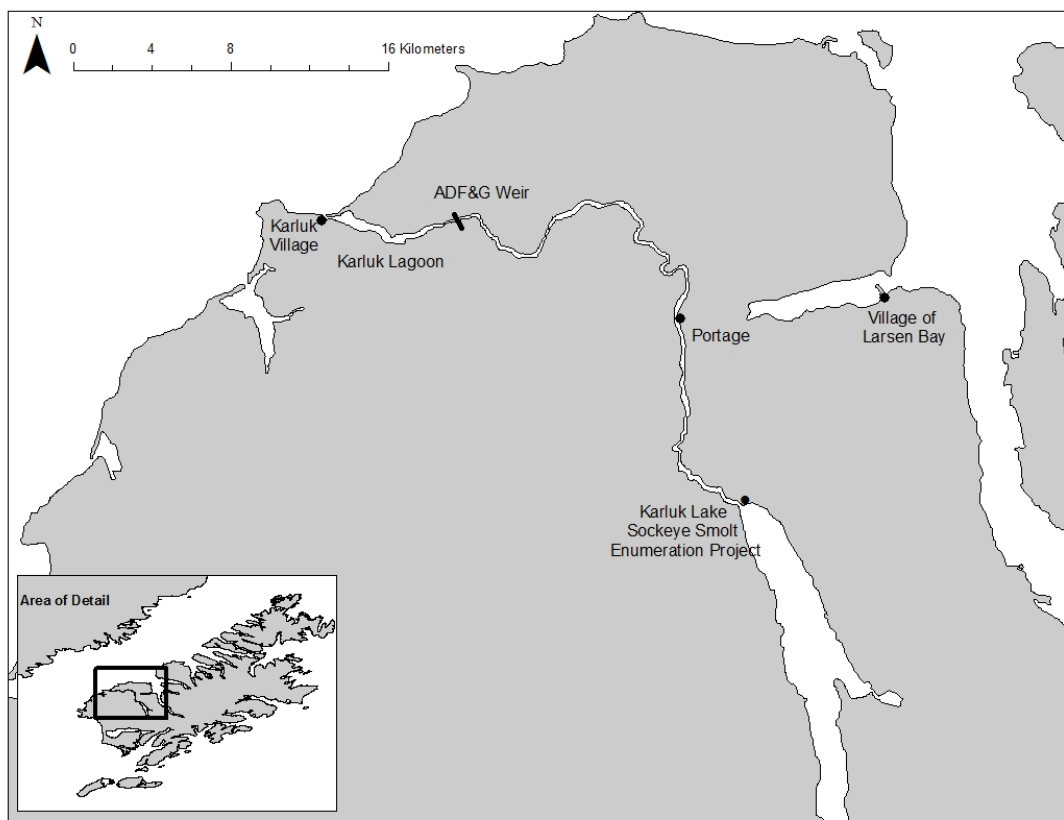 N
0 4 8 16 Kilometers
ADF&G Weir
Karluk
Village
Karluk Lagoon
Village of
Larsen Bay
Portage
Karluk Lake
Sockeye Smolt
Enumeration Project
Area of Detail